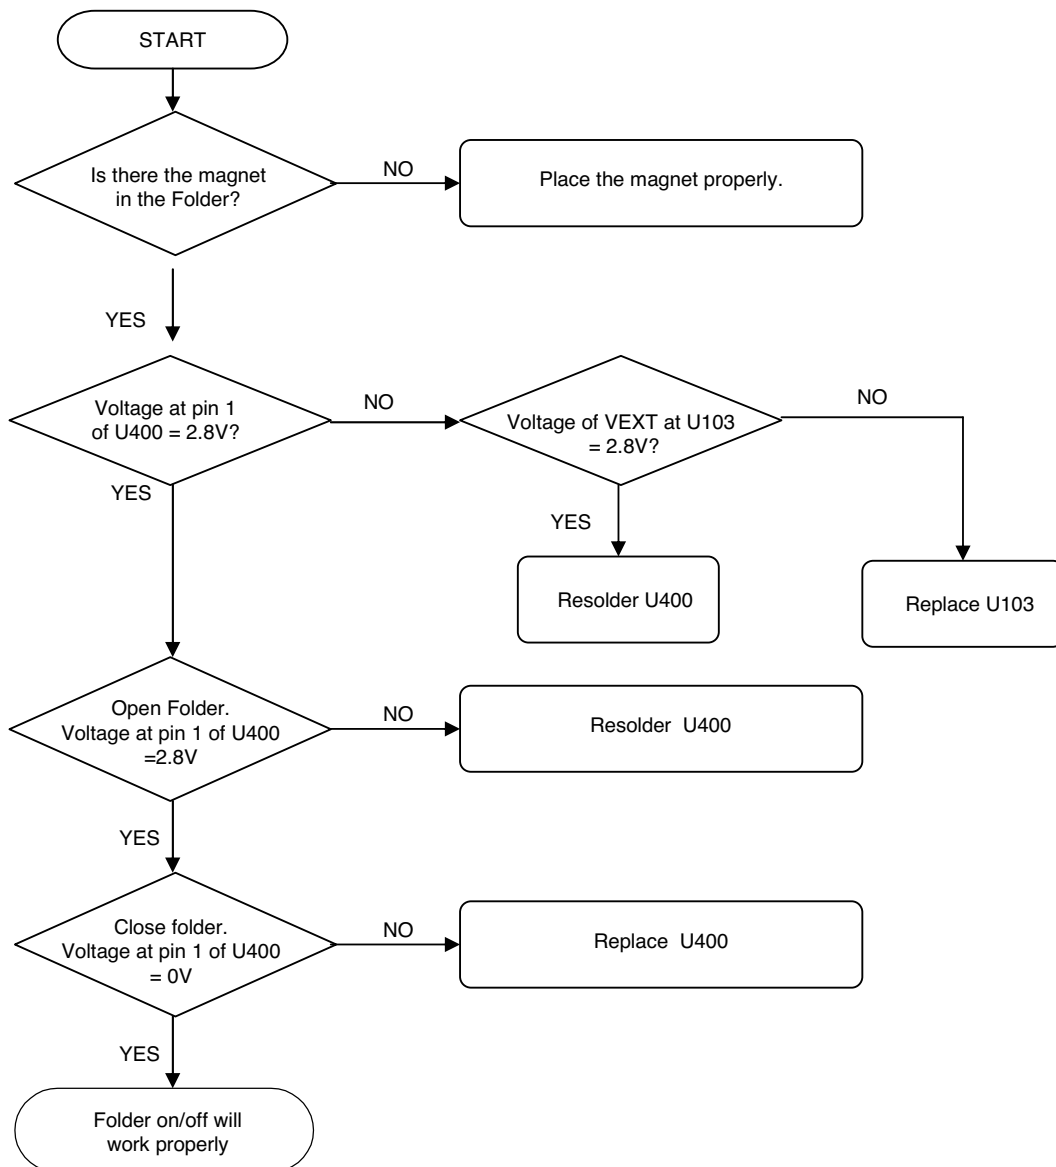 START
Is there the magnet
in the Folder?
NO
Place the magnet properly.
YES
Voltage at pin 1
of U400 = 2.8V?
NO
Voltage of VEXT at U103
= 2.8V?
NO
YES
YES
Resolder U400
Replace U103
Open Folder.
Voltage at pin 1 of U400
=2.8V
NO
Resolder U400
YES
Close folder.
Voltage at pin 1 of U400
= 0V
NO
Replace U400
YES
Folder on/off will
work properly